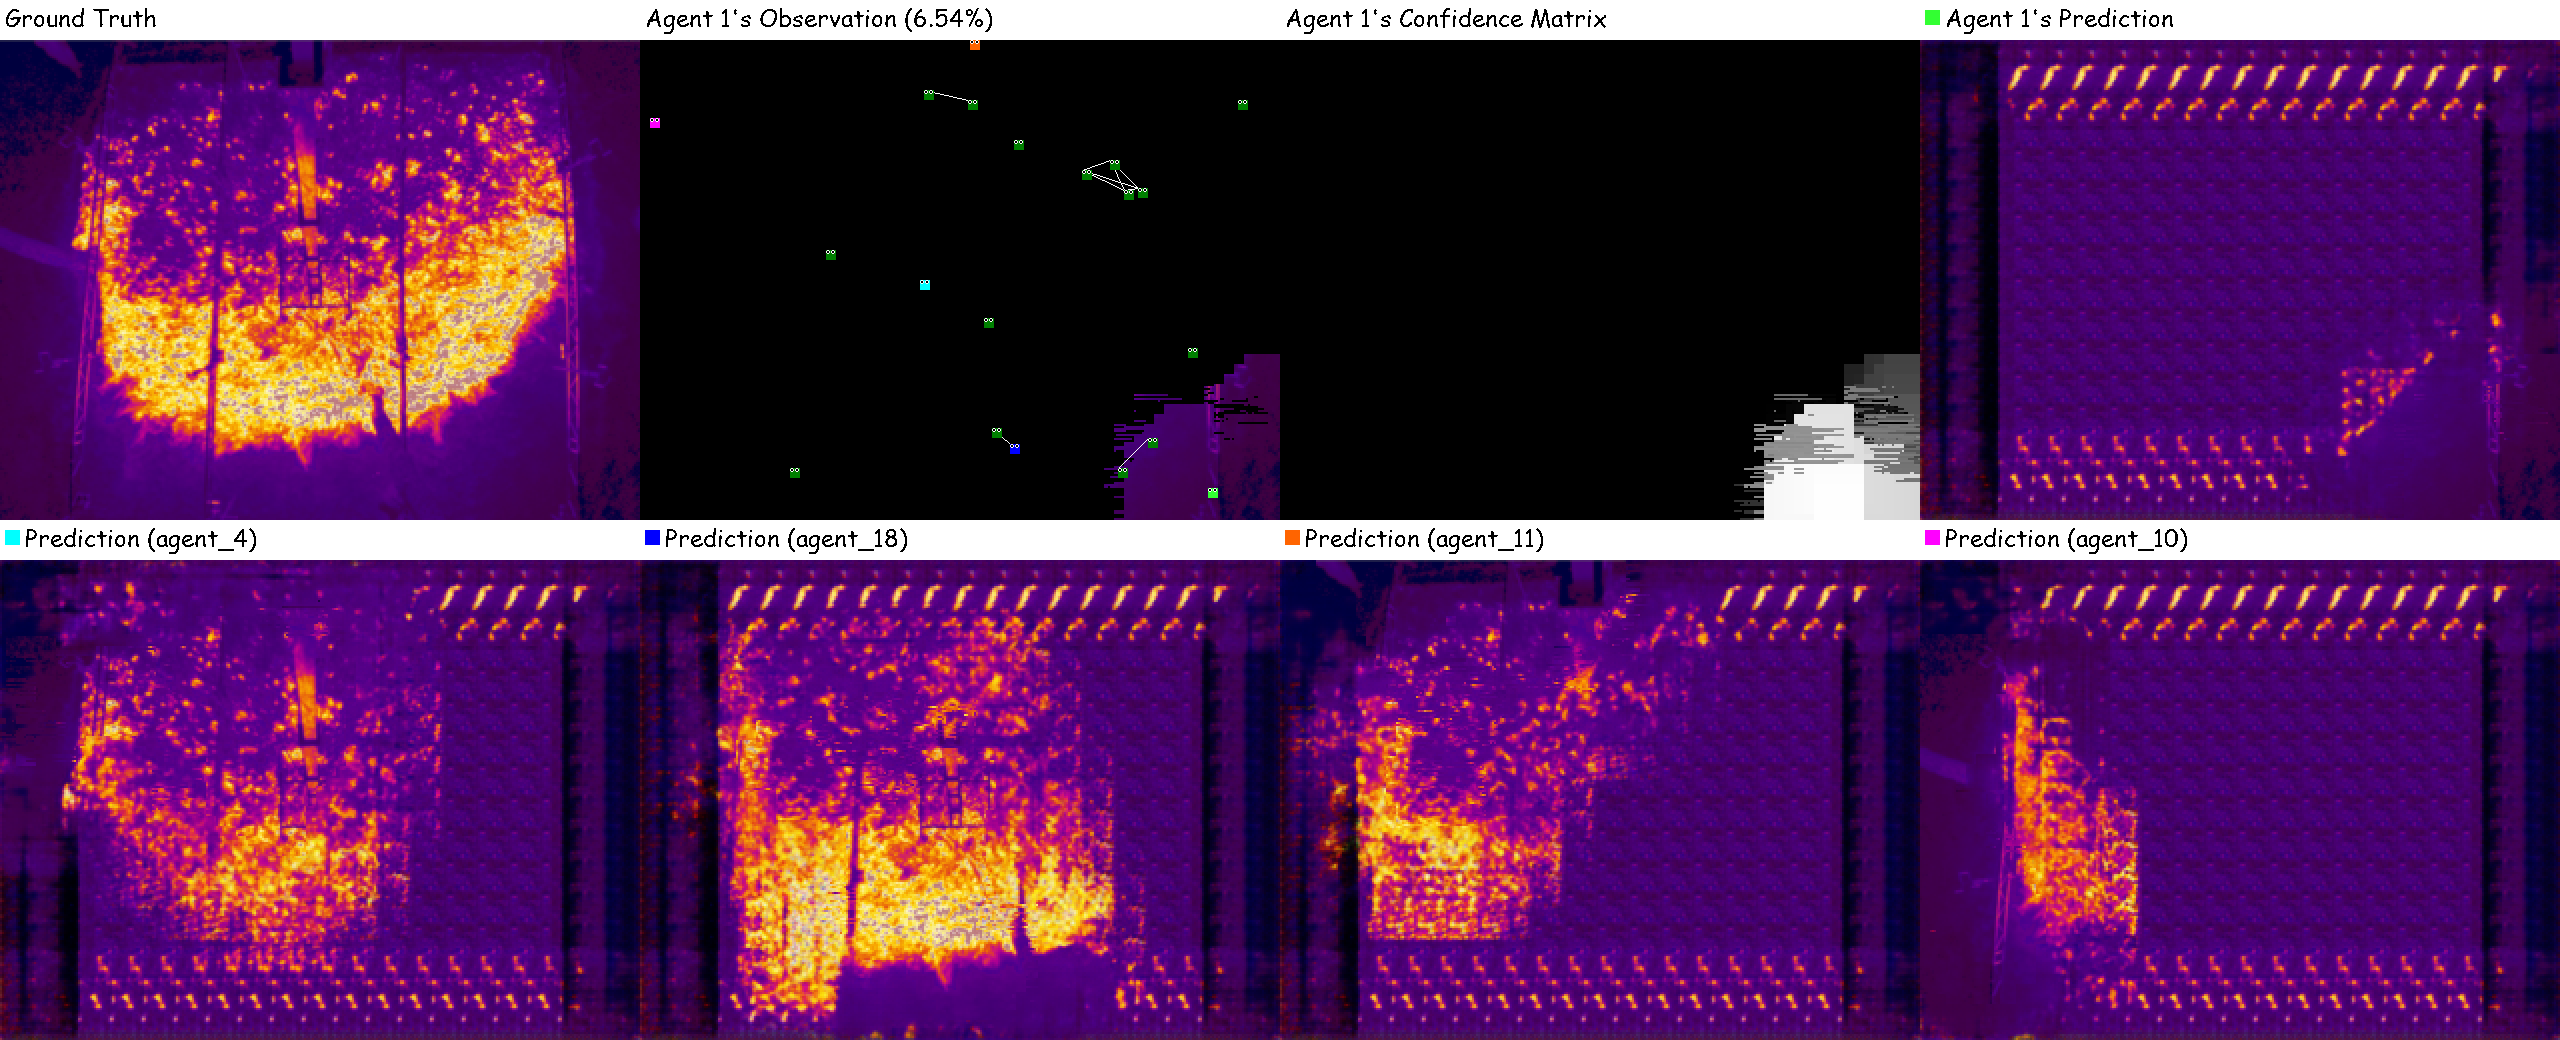 Ground Truth
Agent 1's Observation (6.54%)
Agent 1's Confidence Matrix
Agent 1's Prediction
Prediction (agent_4)
Prediction (agent_18)
Prediction (agent_11)
Prediction (agent_10)